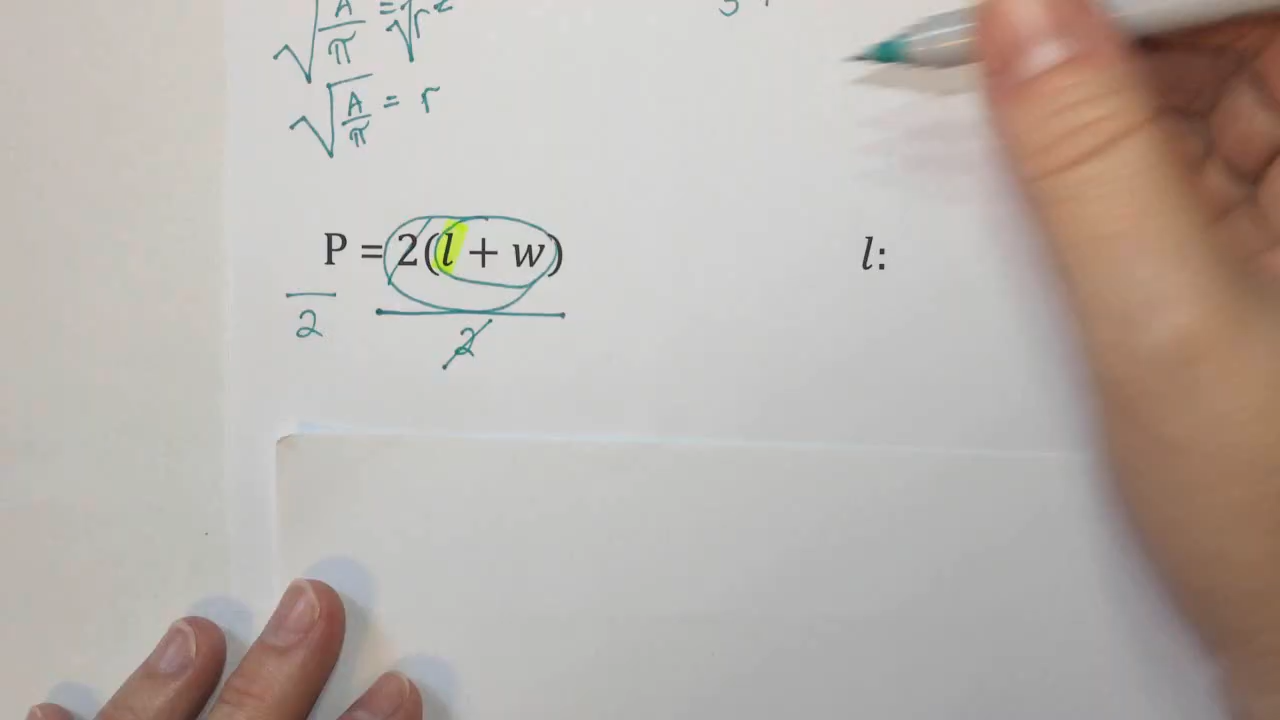 √A/π = √r²
√A/π = r
P = 2(l + w)
l:
2 2